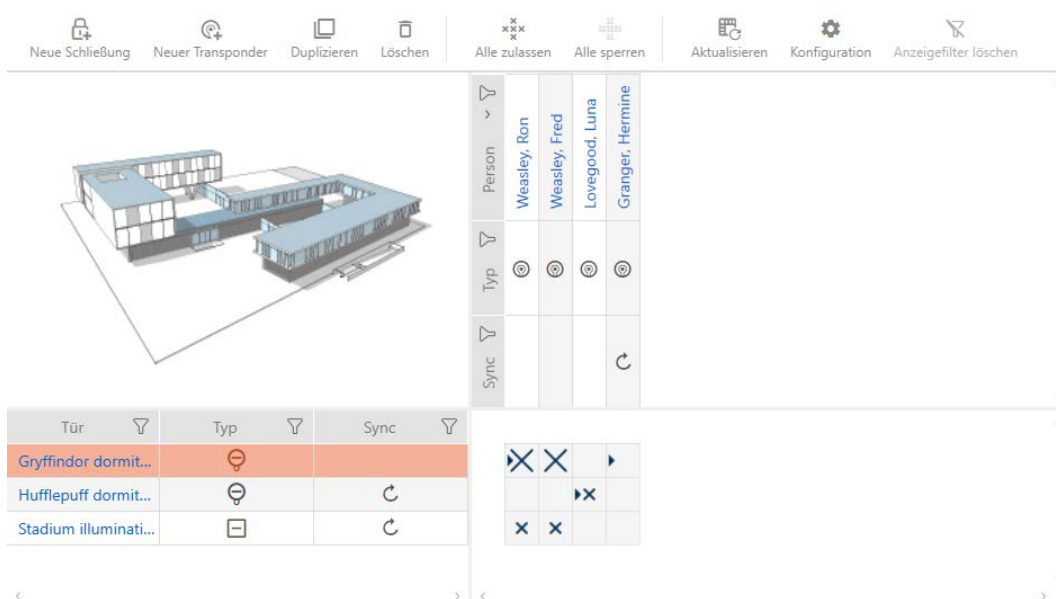 Neue Schließung Neuer Transponder Duplizieren Löschen Alle zulassen Alle sperren Aktualisieren Konfiguration Anzeigefilter löschen
Person
Weasley, Ron
Weasley, Fred
Lovegood, Luna
Granger, Hermine
Typ
Sync
Tür Typ Sync
Gryffindor dormit...
Hufflepuff dormit...
Stadium illuminati...